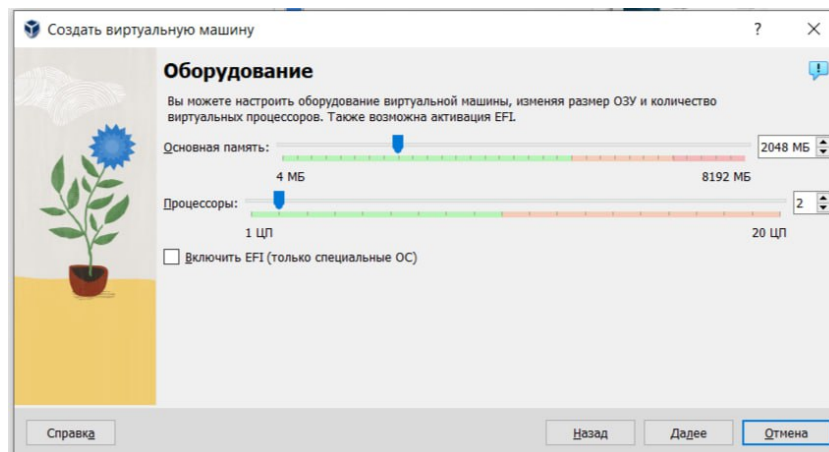 Создать виртуальную машину
Оборудование
Вы можете настроить оборудование виртуальной машины, изменяя размер ОЗУ и количество
виртуальных процессоров. Также возможна активация EFI.
Основная память: 2048 МБ
4 МБ 8192 МБ
Процессоры: 2
1 ЦП 20 ЦП
Включить EFI (только специальные ОС)
Справка Назад Далее Отмена